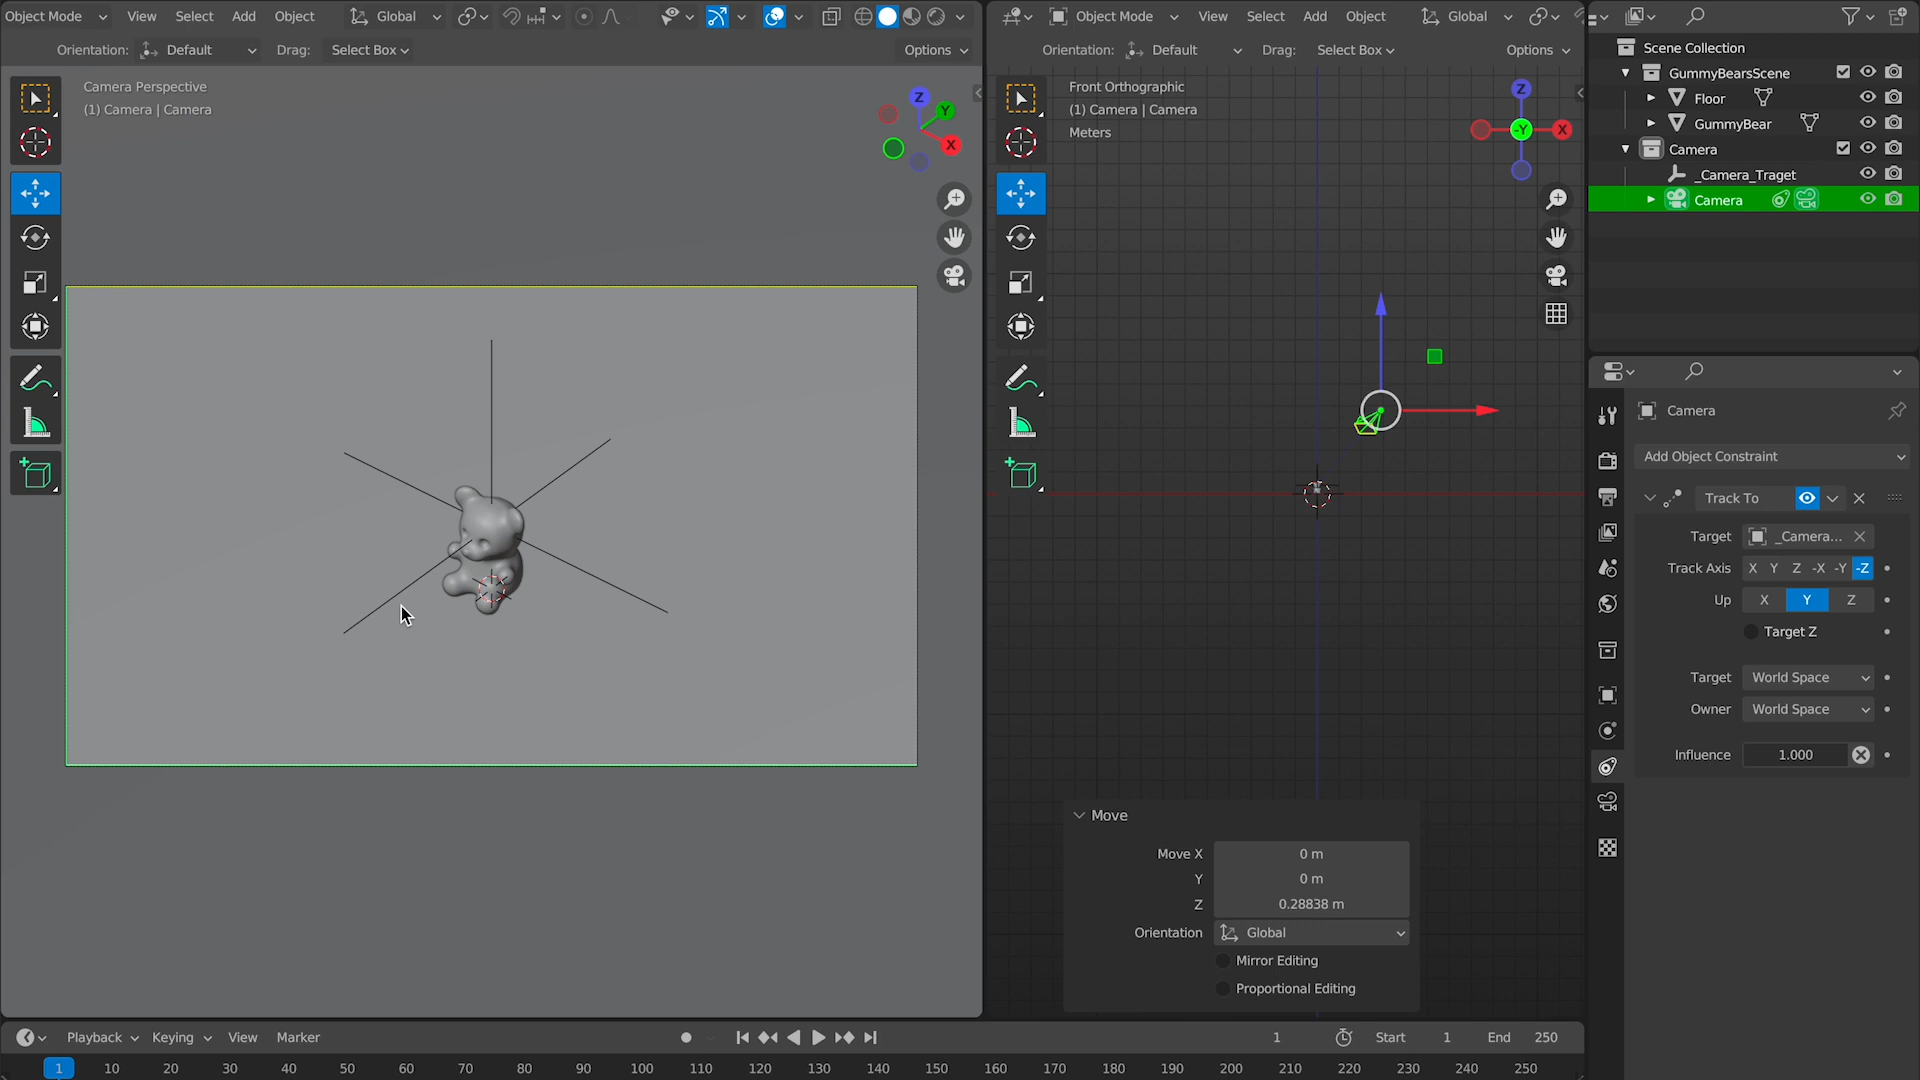 Object Mode View Select Add Object Global
Orientation: Default Drag: Select Box Options
Camera Perspective
(1) Camera | Camera
Z
Y
X
Object Mode View Select Add Object Global
Orientation: Default Drag: Select Box Options
Front Orthographic
(1) Camera | Camera
Meters
Z
-Y
X
Move
Move X 0 m
Y 0 m
Z 0.28838 m
Orientation Global
Mirror Editing
Proportional Editing
Scene Collection
GummyBearsScene
Floor
GummyBear
Camera
_Camera_Traget
Camera
Camera
Add Object Constraint
Track To
Target _Camera...
Track Axis X Y Z -X -Y -Z
Up X Y Z
Target Z
Target World Space
Owner World Space
Influence 1.000
Playback Keying View Marker 1 Start 1 End 250
1 10 20 30 40 50 60 70 80 90 100 110 120 130 140 150 160 170 180 190 200 210 220 230 240 250